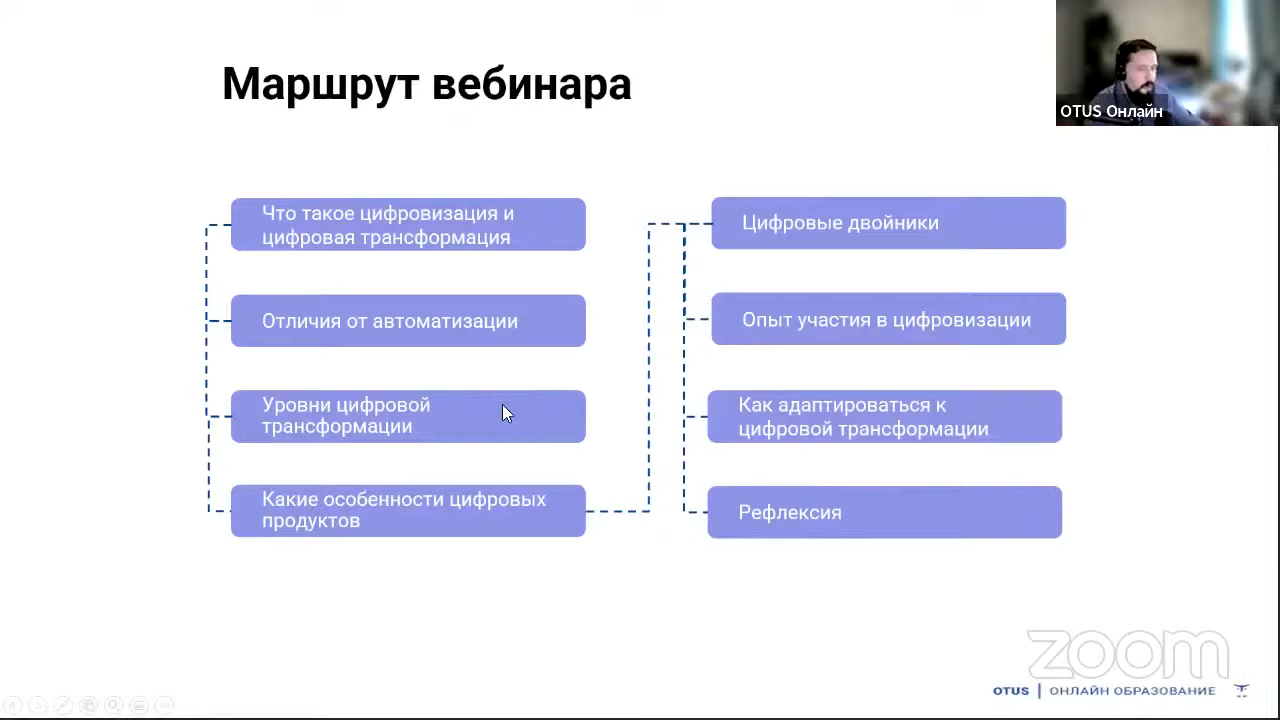 Маршрут вебинара
OTUS Онлайн
Что такое цифровизация и
цифровая трансформация
Отличия от автоматизации
Уровни цифровой
трансформации
Какие особенности цифровых
продуктов
Цифровые двойники
Опыт участия в цифровизации
Как адаптироваться к
цифровой трансформации
Рефлексия
zoom
OTUS | ОНЛАЙН ОБРАЗОВАНИЕ